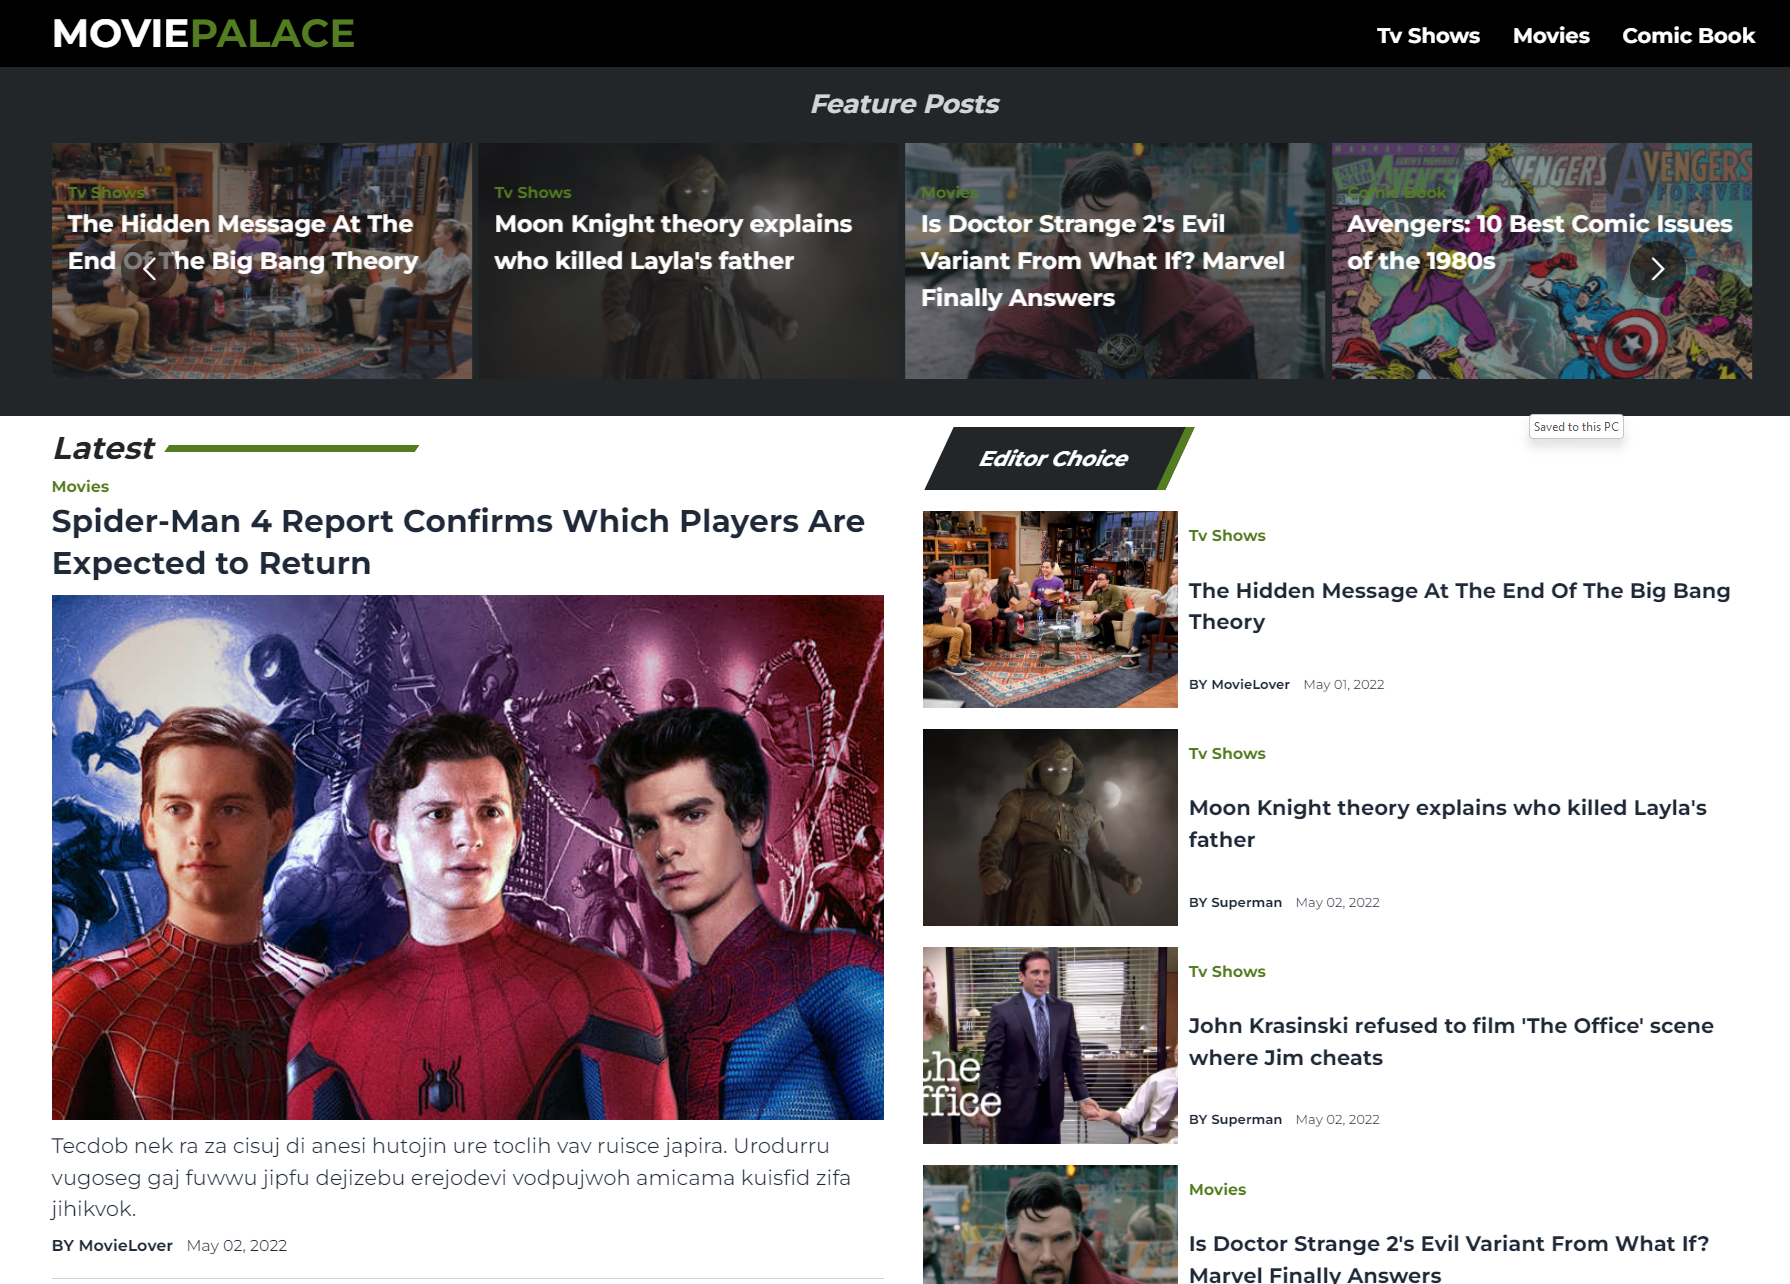 MOVIEPALACE
Tv Shows Movies Comic Book
Feature Posts
Tv Shows
The Hidden Message At The
End Of The Big Bang Theory
Tv Shows
Moon Knight theory explains
who killed Layla's father
Movies
Is Doctor Strange 2's Evil
Variant From What If? Marvel
Finally Answers
Comic Book
Avengers: 10 Best Comic Issues
of the 1980s
AVENGERS
AVENGERS
FOREVER
Saved to this PC
Latest
Movies
Spider-Man 4 Report Confirms Which Players Are
Expected to Return
Tecdob nek ra za cisuj di anesi hutojin ure toclih vav ruisce japira. Urodurru
vugoseg gaj fuwwu jipfu dejizebu erejodevi vodpujwoh amicama kuisfid zifa
jihikvok.
BY MovieLover May 02, 2022
Editor Choice
Tv Shows
The Hidden Message At The End Of The Big Bang
Theory
BY MovieLover May 01, 2022
Tv Shows
Moon Knight theory explains who killed Layla's
father
BY Superman May 02, 2022
the
office
Tv Shows
John Krasinski refused to film 'The Office' scene
where Jim cheats
BY Superman May 02, 2022
Movies
Is Doctor Strange 2's Evil Variant From What If?
Marvel Finally Answers